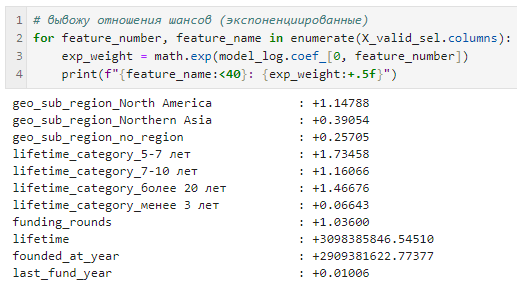 1 # вывожу отношения шансов (экспоненциированные)
2 for feature_number, feature_name in enumerate(X_valid_sel.columns):
3     exp_weight = math.exp(model_log.coef_[0, feature_number])
4     print(f"{feature_name:<40}: {exp_weight:+.5f}")
geo_sub_region_North America            : +1.14788
geo_sub_region_Northern Asia            : +0.39054
geo_sub_region_no_region                : +0.25705
lifetime_category_5-7 лет               : +1.73458
lifetime_category_7-10 лет              : +1.16066
lifetime_category_более 20 лет          : +1.46676
lifetime_category_менее 3 лет           : +0.06643
funding_rounds                          : +1.03600
lifetime                                : +3098385846.54510
founded_at_year                         : +2909381622.77377
last_fund_year                          : +0.01006